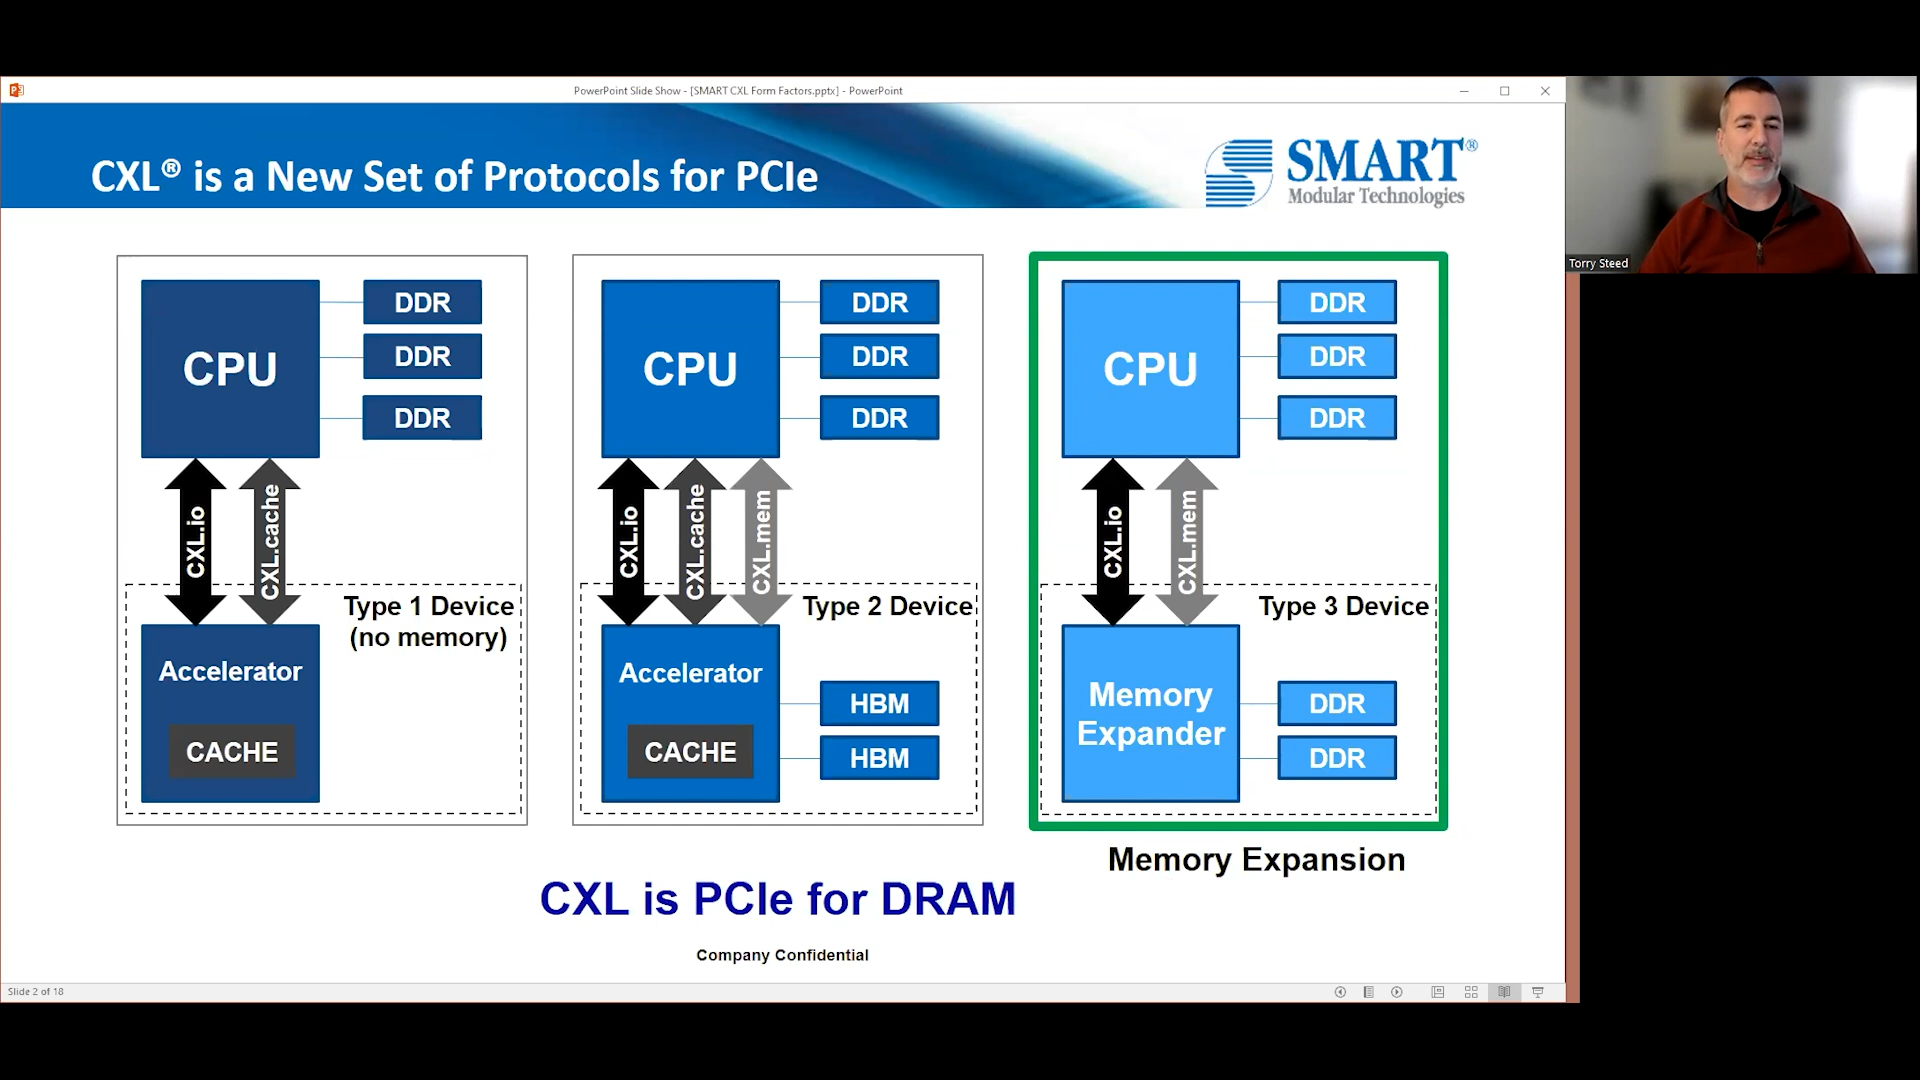 PowerPoint Slide Show - [SMART CXL Form Factors.pptx] - PowerPoint
CXL® is a New Set of Protocols for PCIe
SMART®
Modular Technologies
Torry Steed
CPU
DDR
DDR
DDR
CXL.io
CXL.cache
Type 1 Device
(no memory)
Accelerator
CACHE
CPU
DDR
DDR
DDR
CXL.io
CXL.cache
CXL.mem
Type 2 Device
Accelerator
CACHE
HBM
HBM
CPU
DDR
DDR
DDR
CXL.io
CXL.mem
Type 3 Device
Memory
Expander
DDR
DDR
Memory Expansion
CXL is PCIe for DRAM
Company Confidential
Slide 2 of 18